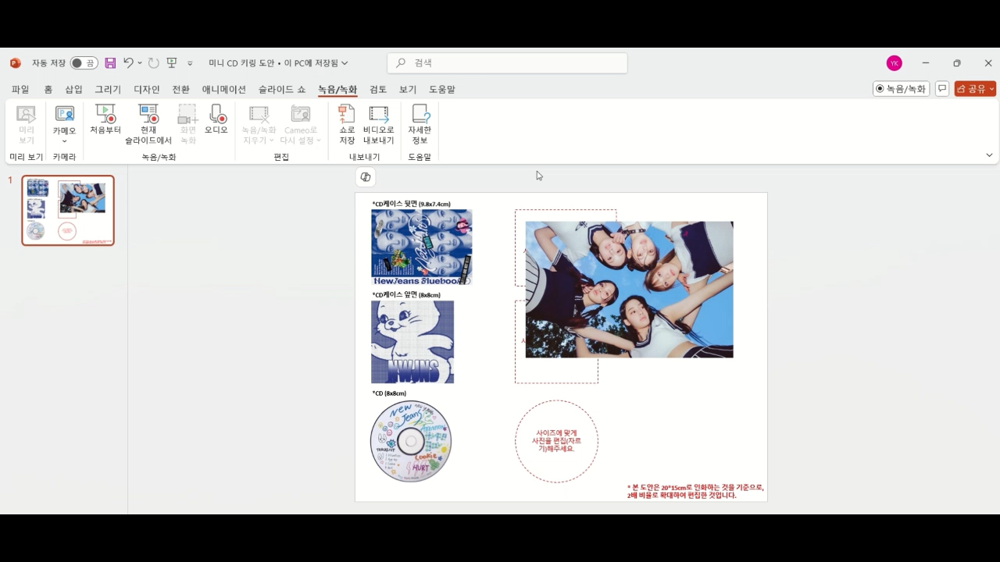 자동 저장 끔 미니 CD 키링 도안 • 이 PC에 저장됨 검색 YK
파일 홈 삽입 그리기 디자인 전환 애니메이션 슬라이드 쇼 녹음/녹화 검토 보기 도움말 녹음/녹화 공유
미리 보기
카메오
처음부터
현재 슬라이드에서
화면 녹화
오디오
녹음/녹화 지우기
Cameo로 다시 설정
쇼로 저장
비디오로 내보내기
자세한 정보
미리 보기 카메라 녹음/녹화 편집 내보내기 도움말
1
*CD케이스 뒷면 (9.8x7.4cm)
NewJeans
NewJeans Bluebook
*CD케이스 앞면 (8x8cm)
NWJNS
사
*CD (8x8cm)
New Jeans
Cookie
HURT
사이즈에 맞게
사진을 편집(자르
기)해주세요.
* 본 도안은 20*15cm로 인화하는 것을 기준으로,
2배 비율로 확대하여 편집한 것입니다.